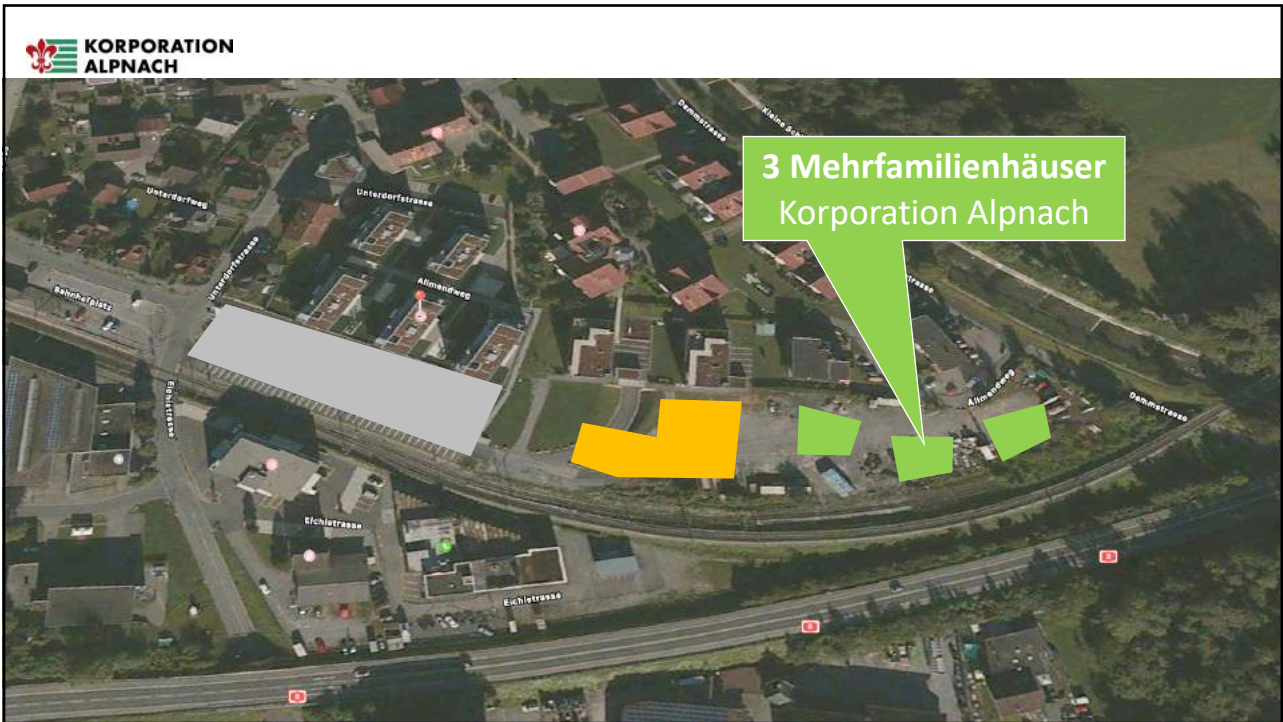 KORPORATION
ALPNACH
3 Mehrfamilienhäuser
Korporation Alpnach
Dammstrasse
Unterdorfweg
Unterdorfstrasse
Unterdorfstrasse
Allmendweg
Bahnhofplatz
Eichistrasse
Allmendweg
Dammstrasse
Eichistrasse
Eichistrasse
8
8
8